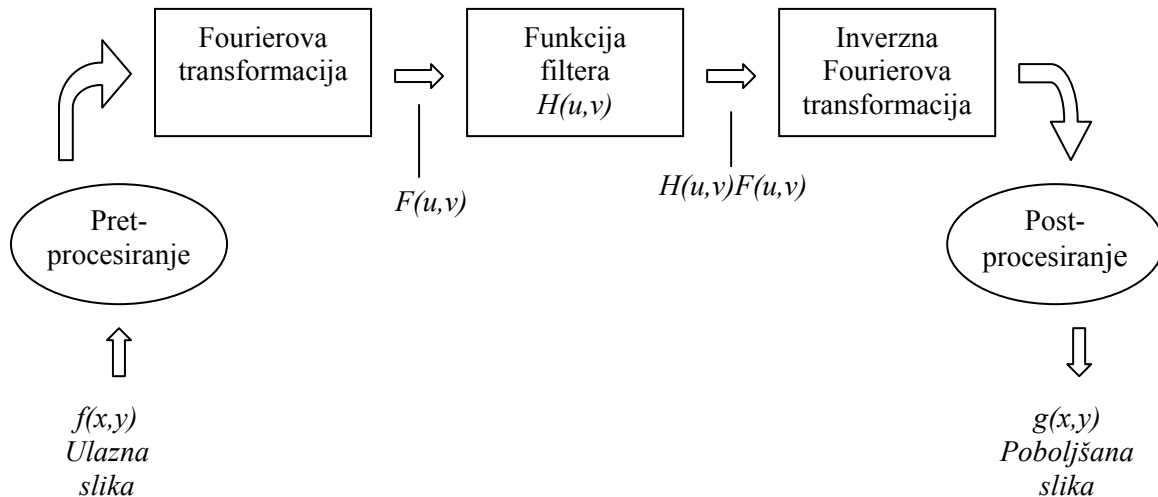 Fourierova
transformacija
Funkcija
filtera
H(u,v)
Inverzna
Fourierova
transformacija
F(u,v)
H(u,v)F(u,v)
Pret-
procesiranje
Post-
procesiranje
f(x,y)
Ulazna
slika
g(x,y)
Poboljšana
slika